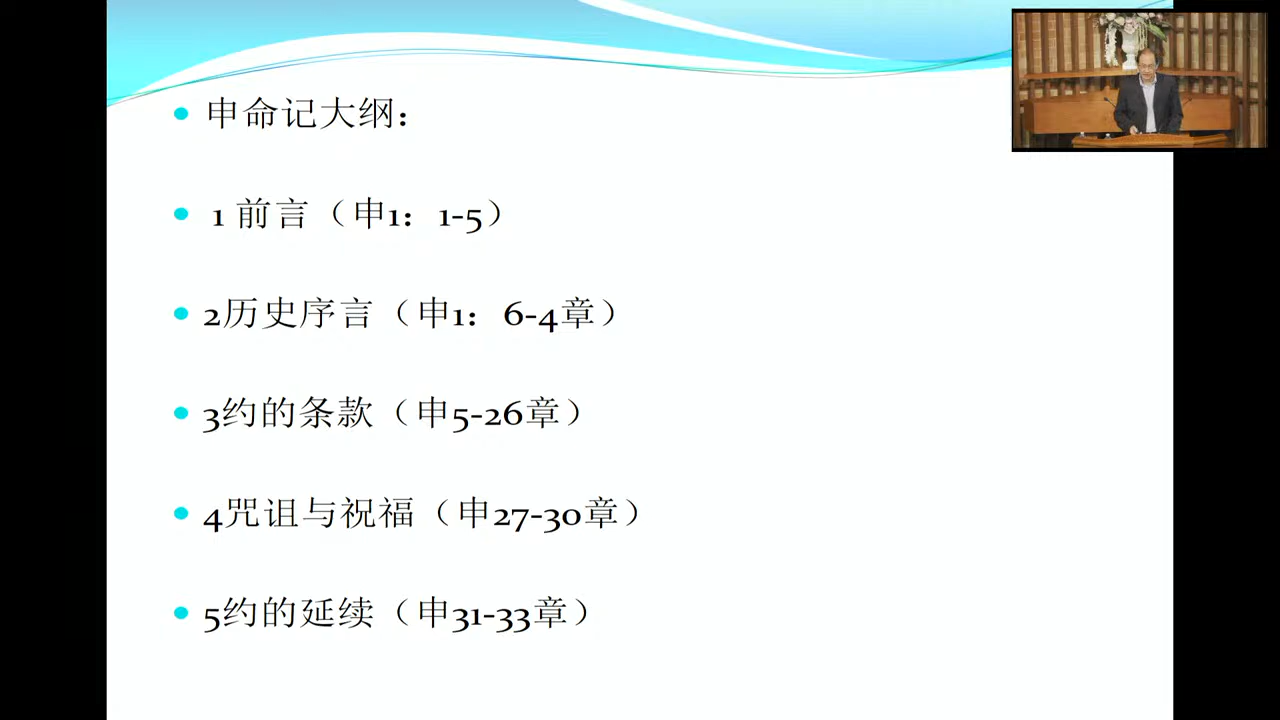 申命记大纲：
1 前言（申1：1-5）
2历史序言（申1：6-4章）
3约的条款（申5-26章）
4咒诅与祝福（申27-30章）
5约的延续（申31-33章）